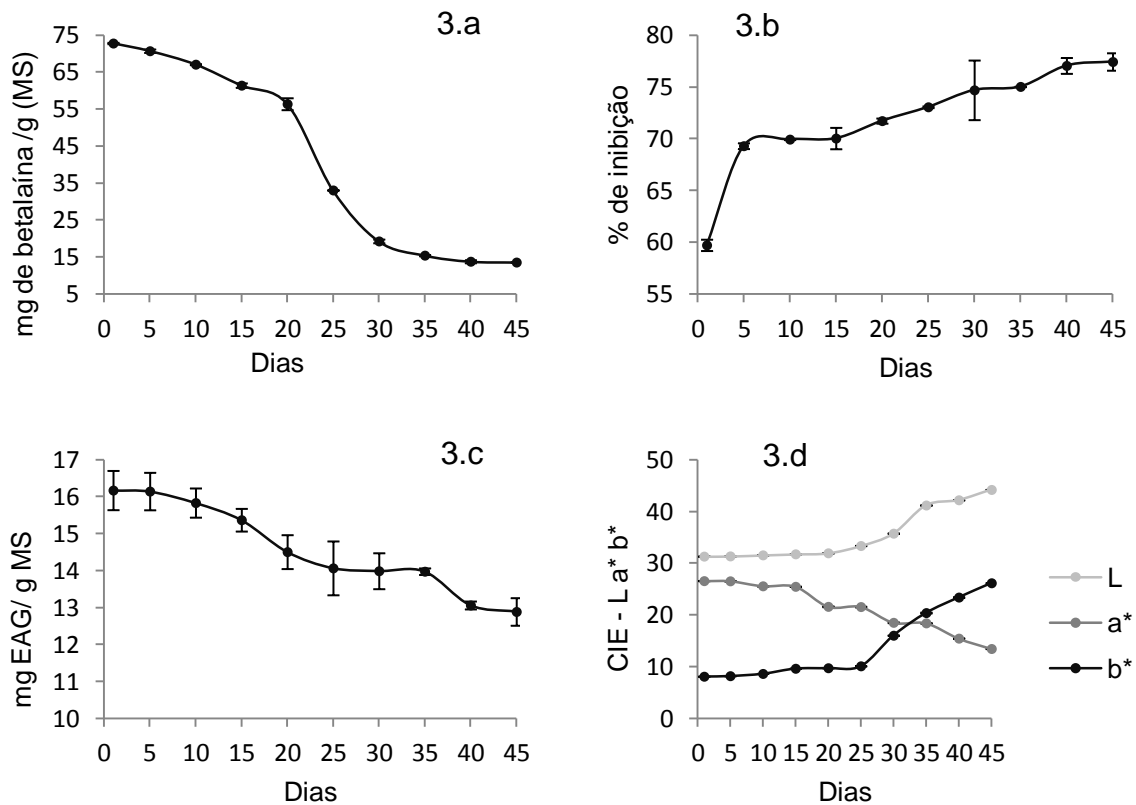 3.a
mg de betalaína /g (MS)
75
65
55
45
35
25
15
5
0 5 10 15 20 25 30 35 40 45
Dias
3.b
% de inibição
80
75
70
65
60
55
0 5 10 15 20 25 30 35 40 45
Dias
3.c
mg EAG/ g MS
17
16
15
14
13
12
11
10
0 5 10 15 20 25 30 35 40 45
Dias
3.d
CIE - L a* b*
50
40
30
20
10
0
0 5 10 15 20 25 30 35 40 45
Dias
L
a*
b*